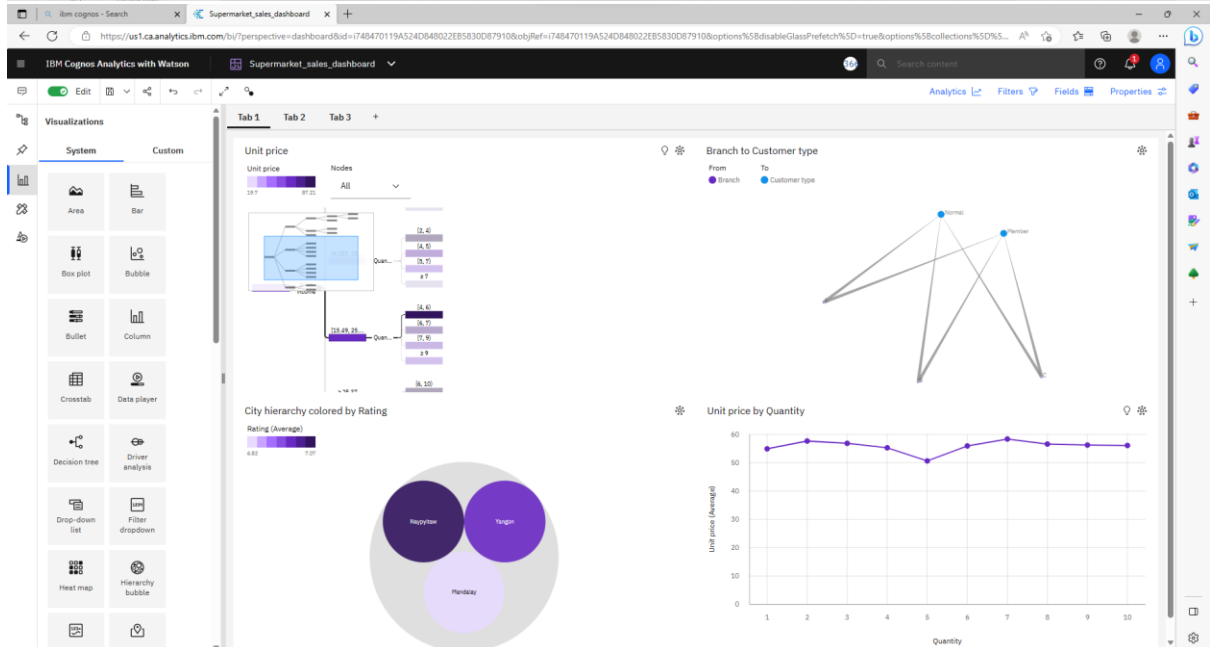 ibm cognos - Search
Supermarket_sales_dashboard
https://us1.ca.analytics.ibm.com/bi/?perspective=dashboard&id=i748470119A524D848022EB5830D87910&objRef=i748470119A524D848022EB5830D87910&options%5BdisableGlassPrefetch%5D=true&options%5Bcollections%5D%5...
IBM Cognos Analytics with Watson
Supermarket_sales_dashboard
Search content
Edit
Analytics
Filters
Fields
Properties
Visualizations
System
Custom
Area
Bar
Box plot
Bubble
Bullet
Column
Crosstab
Data player
Decision tree
Driver
analysis
Drop-down
list
Filter
dropdown
Heat map
Hierarchy
bubble
Tab 1
Tab 2
Tab 3
Unit price
Unit price
Nodes
All
19.7
87.21
[2, 4)
[4, 5)
[5, 7)
≥ 7
Quan...
[4, 6)
[15.49, 25....
[6, 7)
Quan...
[7, 9)
≥ 9
[6, 10)
Branch to Customer type
From
To
Branch
Customer type
Normal
Member
C
City hierarchy colored by Rating
Rating (Average)
6.82
7.07
Naypyitaw
Yangon
Mandalay
Unit price by Quantity
Unit price (Average)
60
50
40
30
20
10
0
1 2 3 4 5 6 7 8 9 10
Quantity